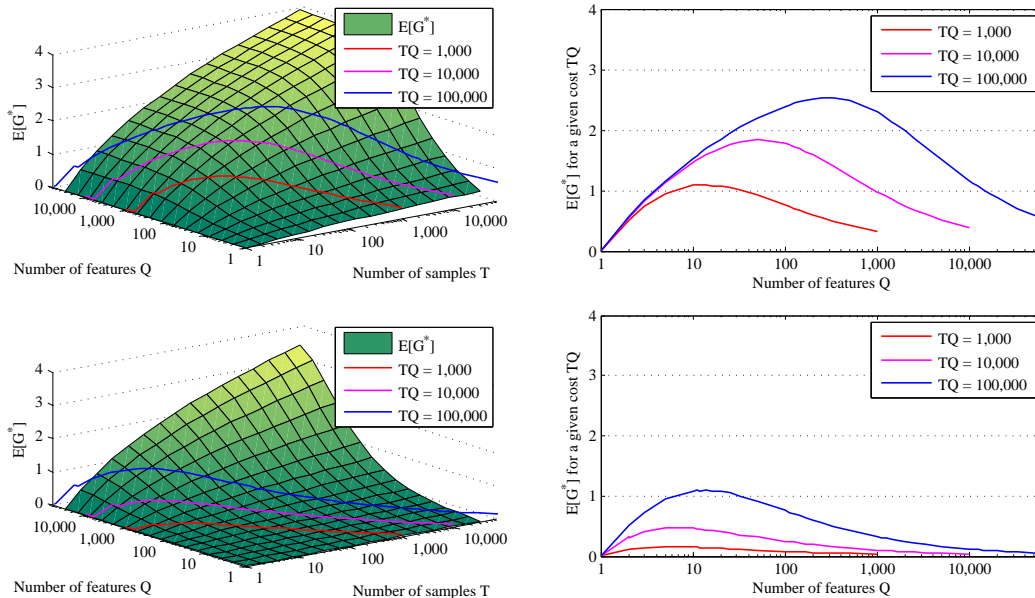 E[G*]
TQ = 1,000
TQ = 10,000
TQ = 100,000
4
3
2
1
0
E[G*]
10,000
1,000
100
10
1
Number of features Q
1
10
100
1,000
10,000
Number of samples T
TQ = 1,000
TQ = 10,000
TQ = 100,000
4
3
2
1
0
E[G*] for a given cost TQ
1
10
100
1,000
10,000
Number of features Q
E[G*]
TQ = 1,000
TQ = 10,000
TQ = 100,000
4
3
2
1
0
E[G*]
10,000
1,000
100
10
1
Number of features Q
1
10
100
1,000
10,000
Number of samples T
TQ = 1,000
TQ = 10,000
TQ = 100,000
4
3
2
1
0
E[G*] for a given cost TQ
1
10
100
1,000
10,000
Number of features Q